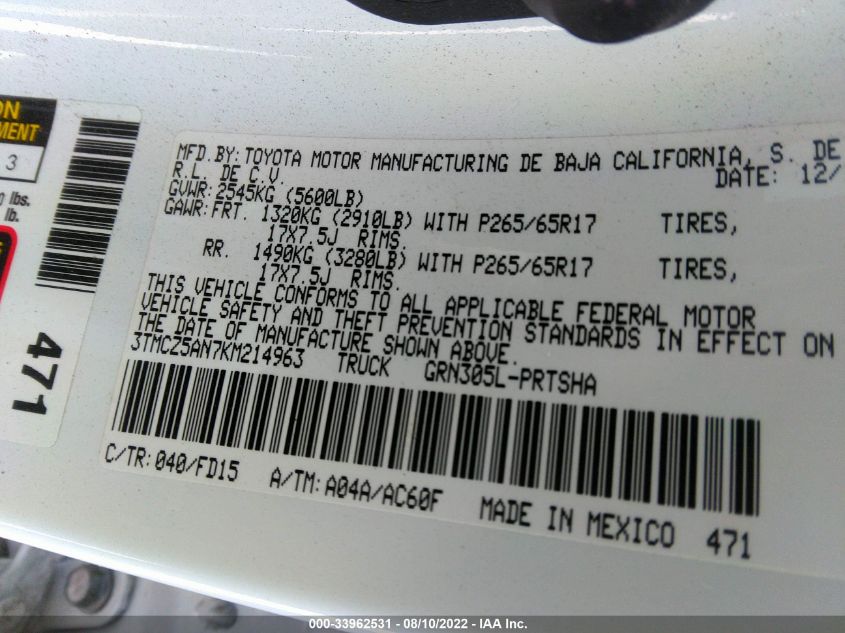 ON
MENT
3
lbs.
lb.
471
MFD.BY: TOYOTA MOTOR MANUFACTURING DE BAJA CALIFORNIA, S. DE
R.L. DE C.V.
DATE: 12/
GVWR: 2545KG (5600LB)
GAWR: FRT. 1320KG (2910LB) WITH P265/65R17 TIRES,
17X7.5J RIMS.
RR. 1490KG (3280LB) WITH P265/65R17 TIRES,
17X7.5J RIMS.
THIS VEHICLE CONFORMS TO ALL APPLICABLE FEDERAL MOTOR
VEHICLE SAFETY AND THEFT PREVENTION STANDARDS IN EFFECT ON
THE DATE OF MANUFACTURE SHOWN ABOVE.
3TMCZ5AN7KM214963 TRUCK GRN305L-PRTSHA
C/TR: 040/FD15 A/TM: A04A/AC60F MADE IN MEXICO 471
000-33962531 - 08/10/2022 - IAA Inc.